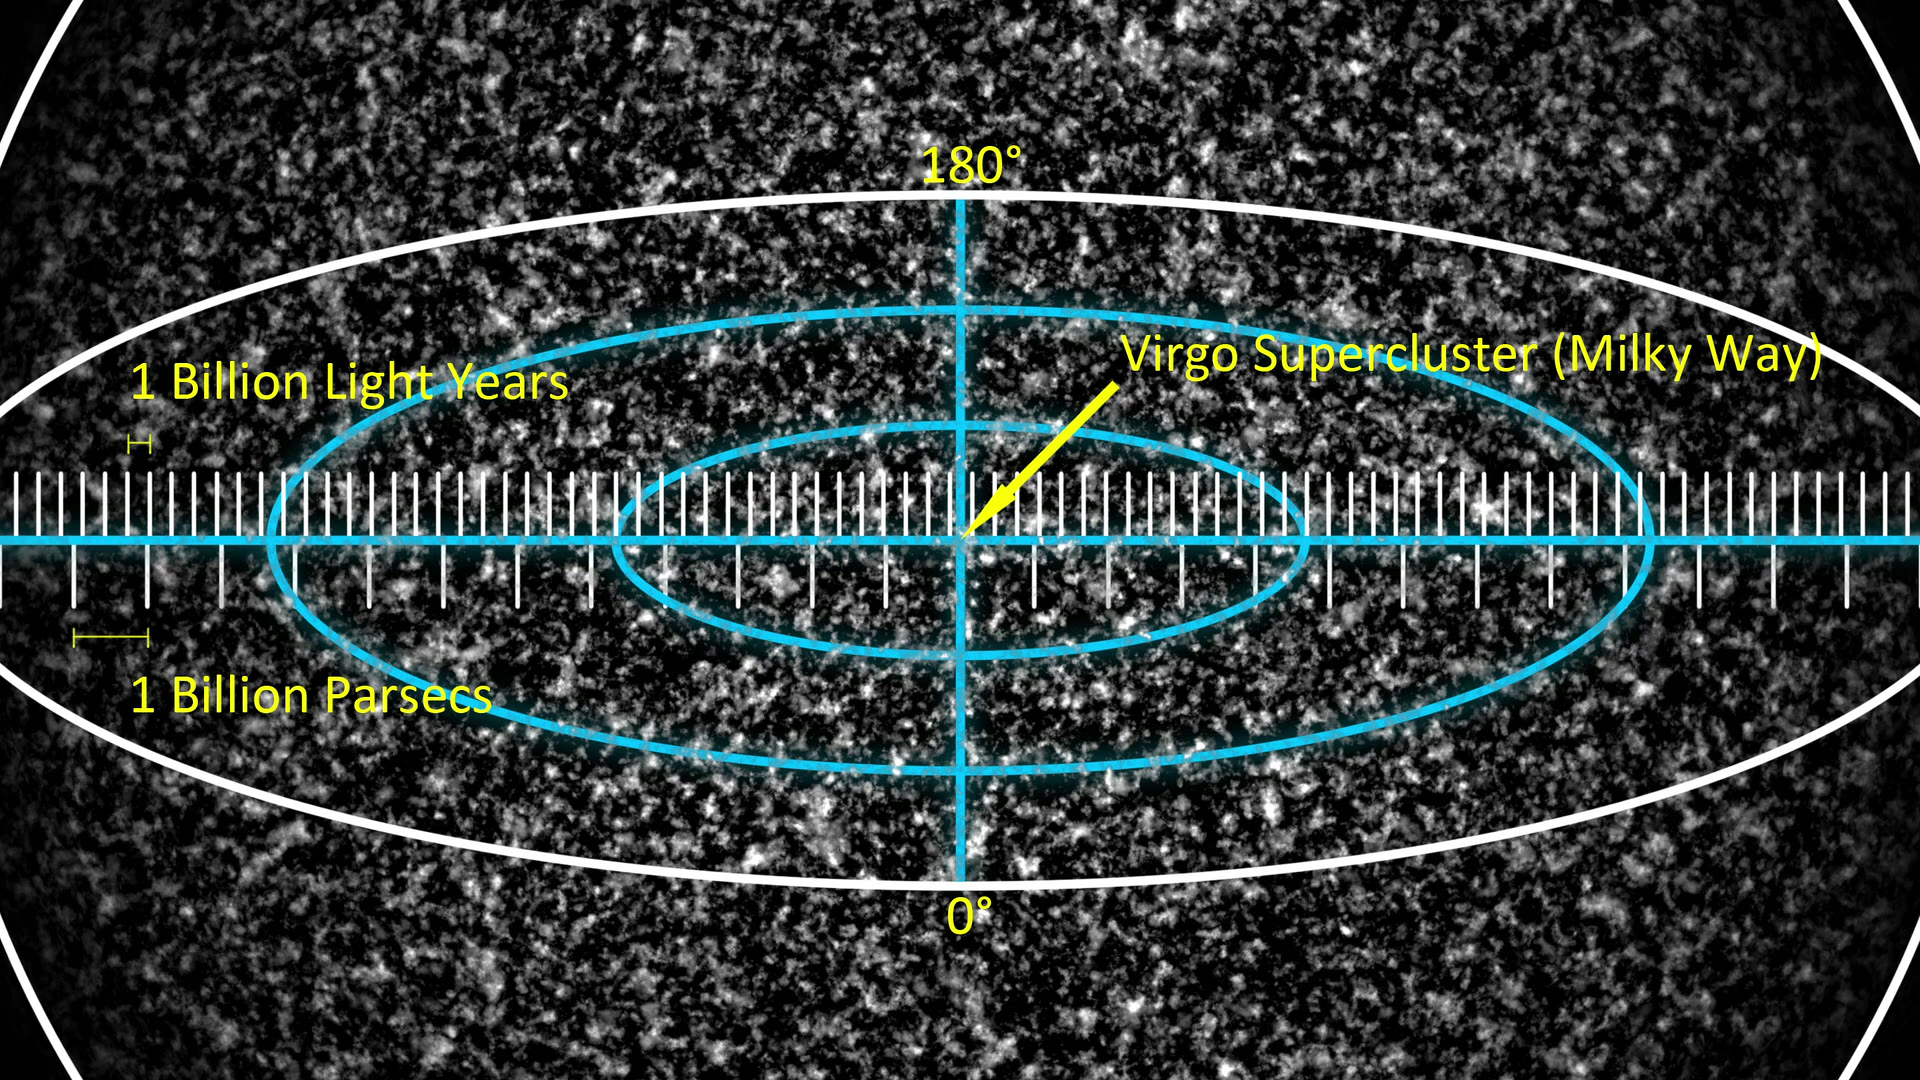 180°
Virgo Supercluster (Milky Way)
1 Billion Light Years
1 Billion Parsecs
0°